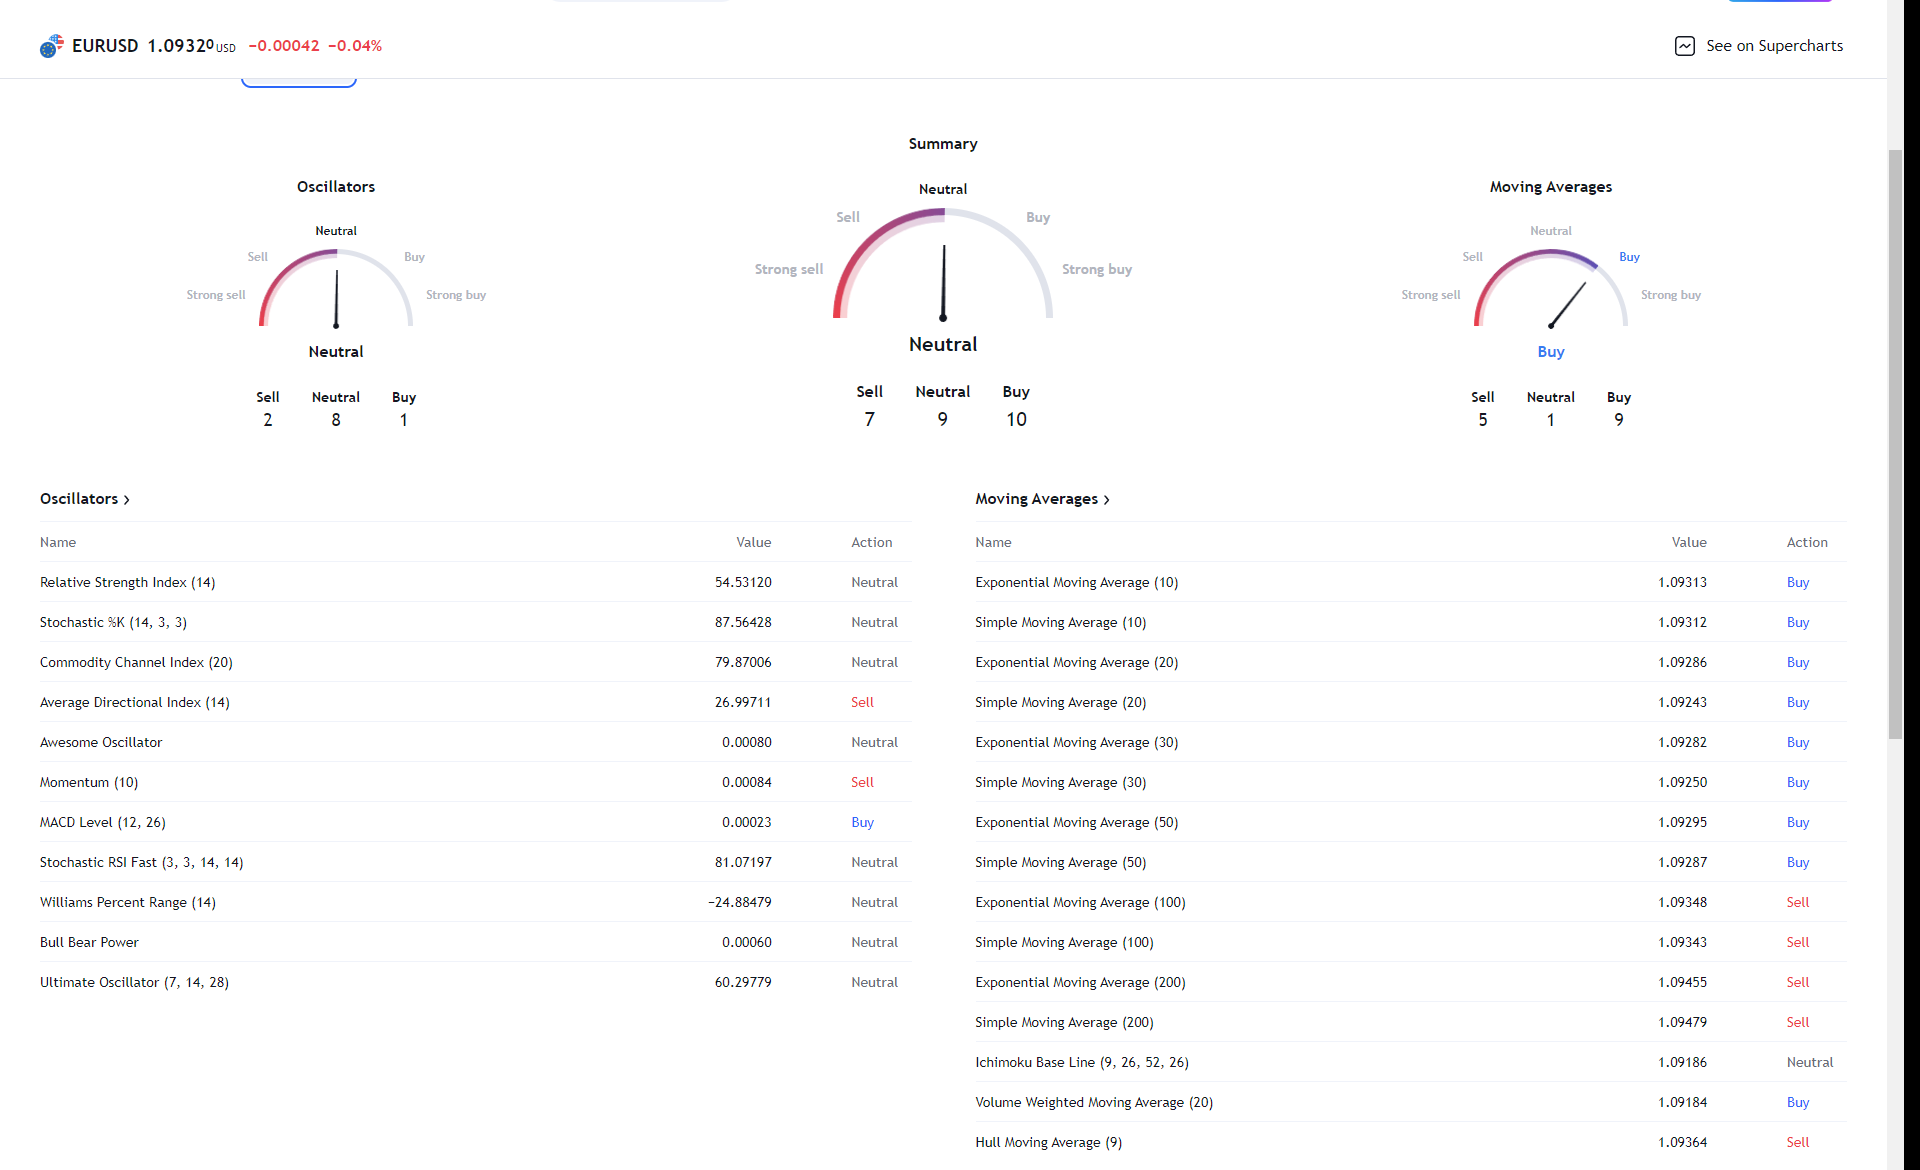 EURUSD 1.09320 USD −0.00042 −0.04%
See on Supercharts
Summary
Oscillators
Neutral
Sell
Buy
Strong sell
Strong buy
Neutral
Sell Neutral Buy
2 8 1
Neutral
Sell
Buy
Strong sell
Strong buy
Neutral
Sell Neutral Buy
7 9 10
Moving Averages
Neutral
Sell
Buy
Strong sell
Strong buy
Buy
Sell Neutral Buy
5 1 9
Oscillators
Name Value Action
Relative Strength Index (14) 54.53120 Neutral
Stochastic %K (14, 3, 3) 87.56428 Neutral
Commodity Channel Index (20) 79.87006 Neutral
Average Directional Index (14) 26.99711 Sell
Awesome Oscillator 0.00080 Neutral
Momentum (10) 0.00084 Sell
MACD Level (12, 26) 0.00023 Buy
Stochastic RSI Fast (3, 3, 14, 14) 81.07197 Neutral
Williams Percent Range (14) −24.88479 Neutral
Bull Bear Power 0.00060 Neutral
Ultimate Oscillator (7, 14, 28) 60.29779 Neutral
Moving Averages
Name Value Action
Exponential Moving Average (10) 1.09313 Buy
Simple Moving Average (10) 1.09312 Buy
Exponential Moving Average (20) 1.09286 Buy
Simple Moving Average (20) 1.09243 Buy
Exponential Moving Average (30) 1.09282 Buy
Simple Moving Average (30) 1.09250 Buy
Exponential Moving Average (50) 1.09295 Buy
Simple Moving Average (50) 1.09287 Buy
Exponential Moving Average (100) 1.09348 Sell
Simple Moving Average (100) 1.09343 Sell
Exponential Moving Average (200) 1.09455 Sell
Simple Moving Average (200) 1.09479 Sell
Ichimoku Base Line (9, 26, 52, 26) 1.09186 Neutral
Volume Weighted Moving Average (20) 1.09184 Buy
Hull Moving Average (9) 1.09364 Sell